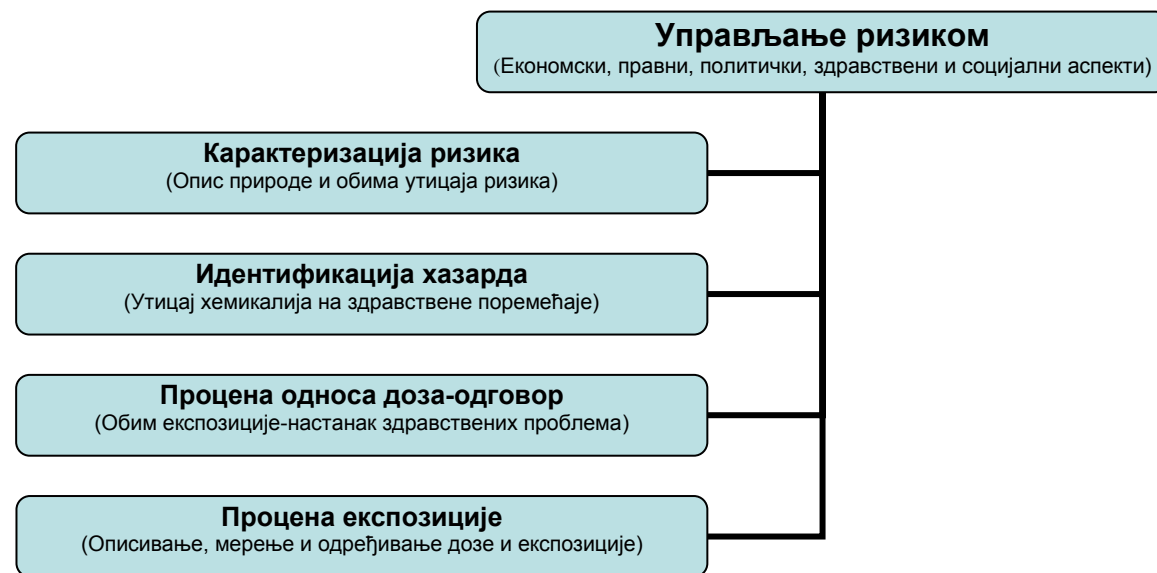 Управљање ризиком
(Економски, правни, политички, здравствени и социјални аспекти)
Карактеризација ризика
(Опис природе и обима утицаја ризика)
Идентификација хазарда
(Утицај хемикалија на здравствене поремећаје)
Процена односа доза-одговор
(Обим експозиције-настанак здравствених проблема)
Процена експозиције
(Описивање, мерење и одређивање дозе и експозиције)